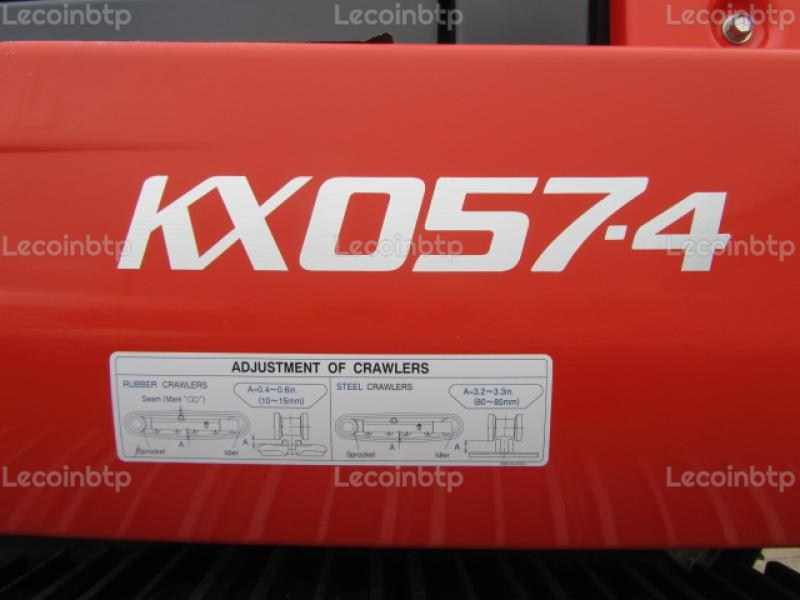 Lecoinbtp Lecoinbtp Lecoinbtp
KX057-4
Lecoinbtp Lecoinbtp Lecoinbtp
ADJUSTMENT OF CRAWLERS
RUBBER CRAWLERS
Seam (Mark "∞")
A=0.4~0.6in.
(10~15mm)
A
A
Sprocket
Idler
STEEL CRAWLERS
A=3.2~3.3in.
(80~85mm)
A
A
Sprocket
Idler
Lecoinbtp Lecoinbtp Lecoinbtp